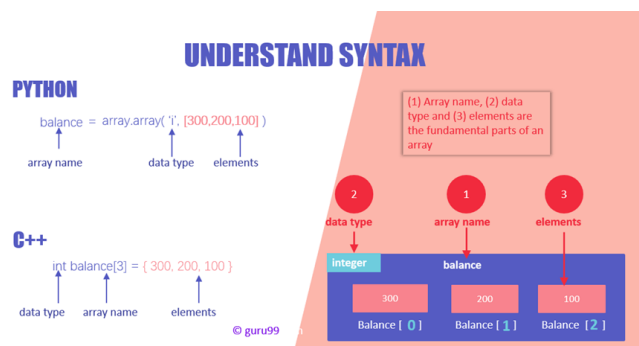 UNDERSTAND SYNTAX
PYTHON
balance = array.array( 'i', [300,200,100] )
array name
data type
elements
C++
int balance[3] = { 300, 200, 100 }
data type
array name
elements
© guru99
(1) Array name, (2) data
type and (3) elements are
the fundamental parts of an
array
2
1
3
data type
array name
elements
integer
balance
300
200
100
Balance [ 0 ]
Balance [ 1 ]
Balance [ 2 ]